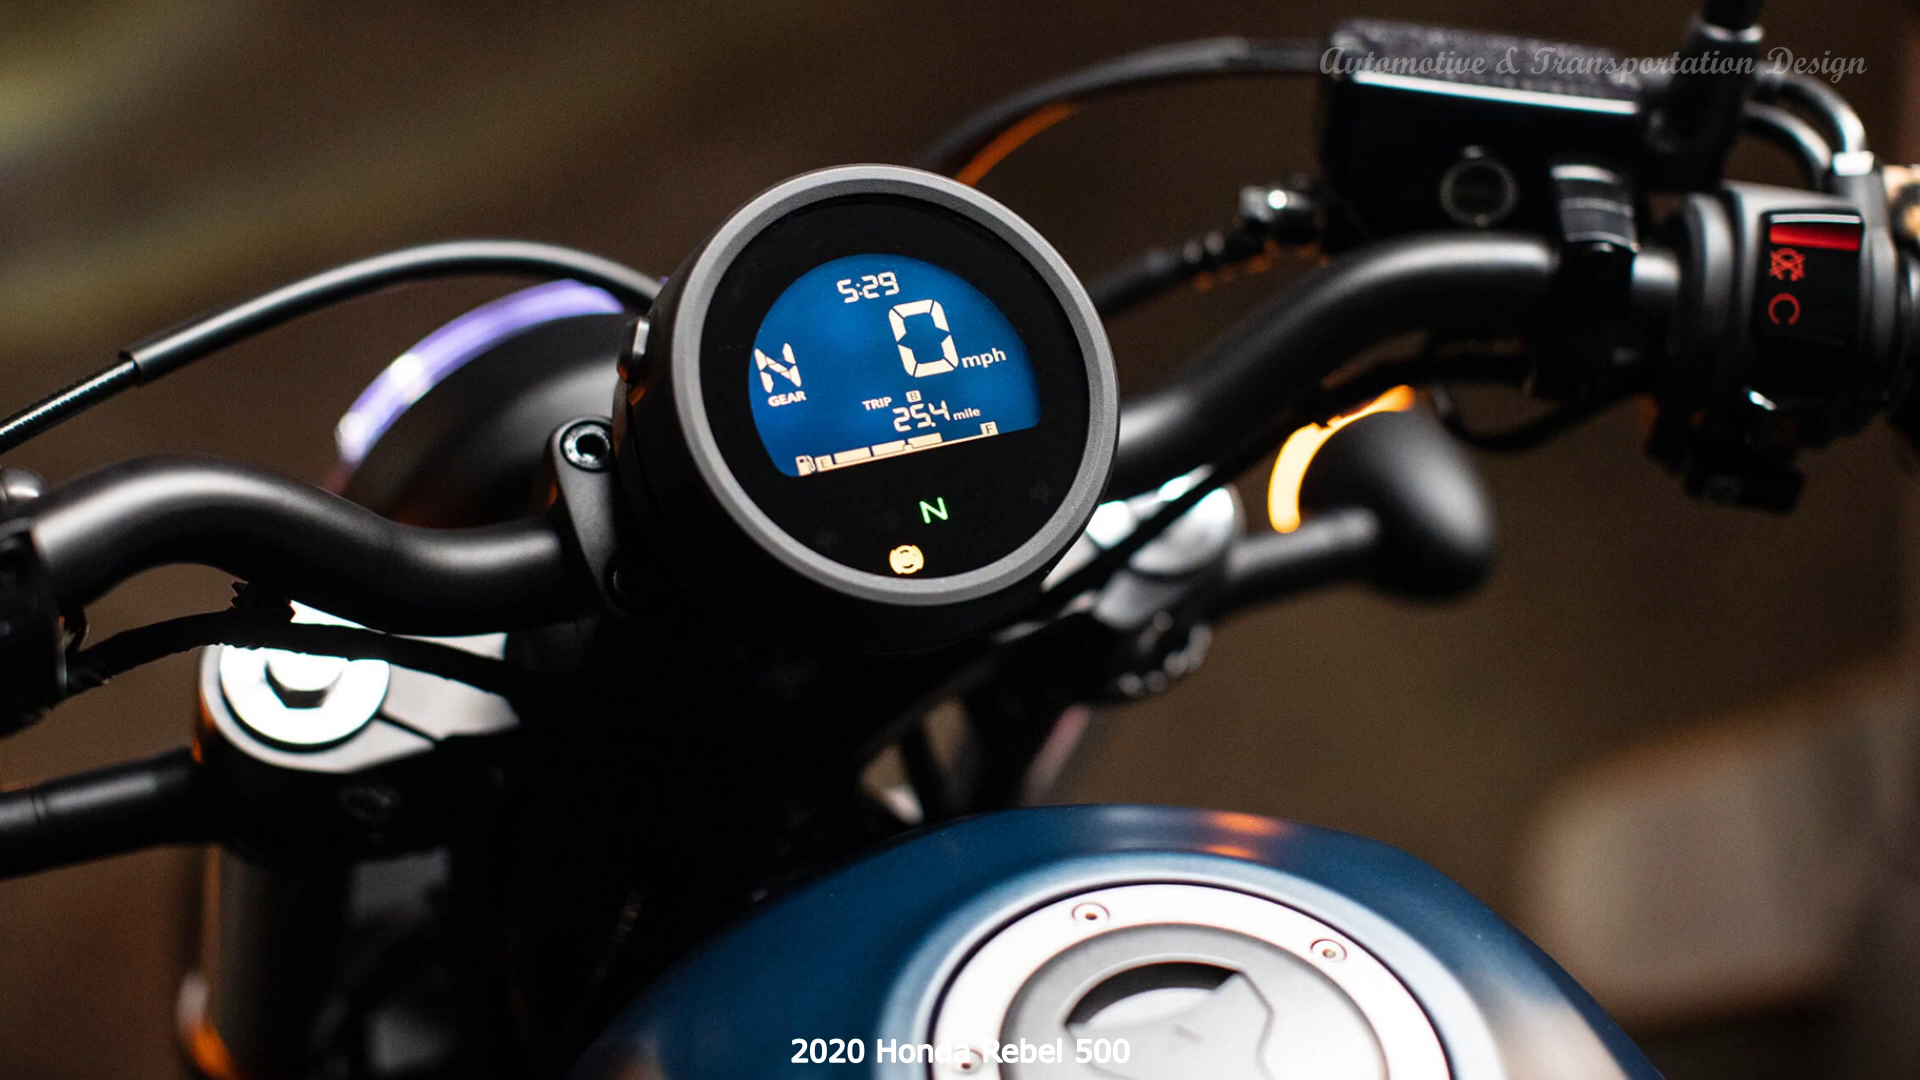 Automotive & Transportation Design
5:29
0 mph
N
GEAR
TRIP B
25.4 mile
E F
N
2020 Honda Rebel 500